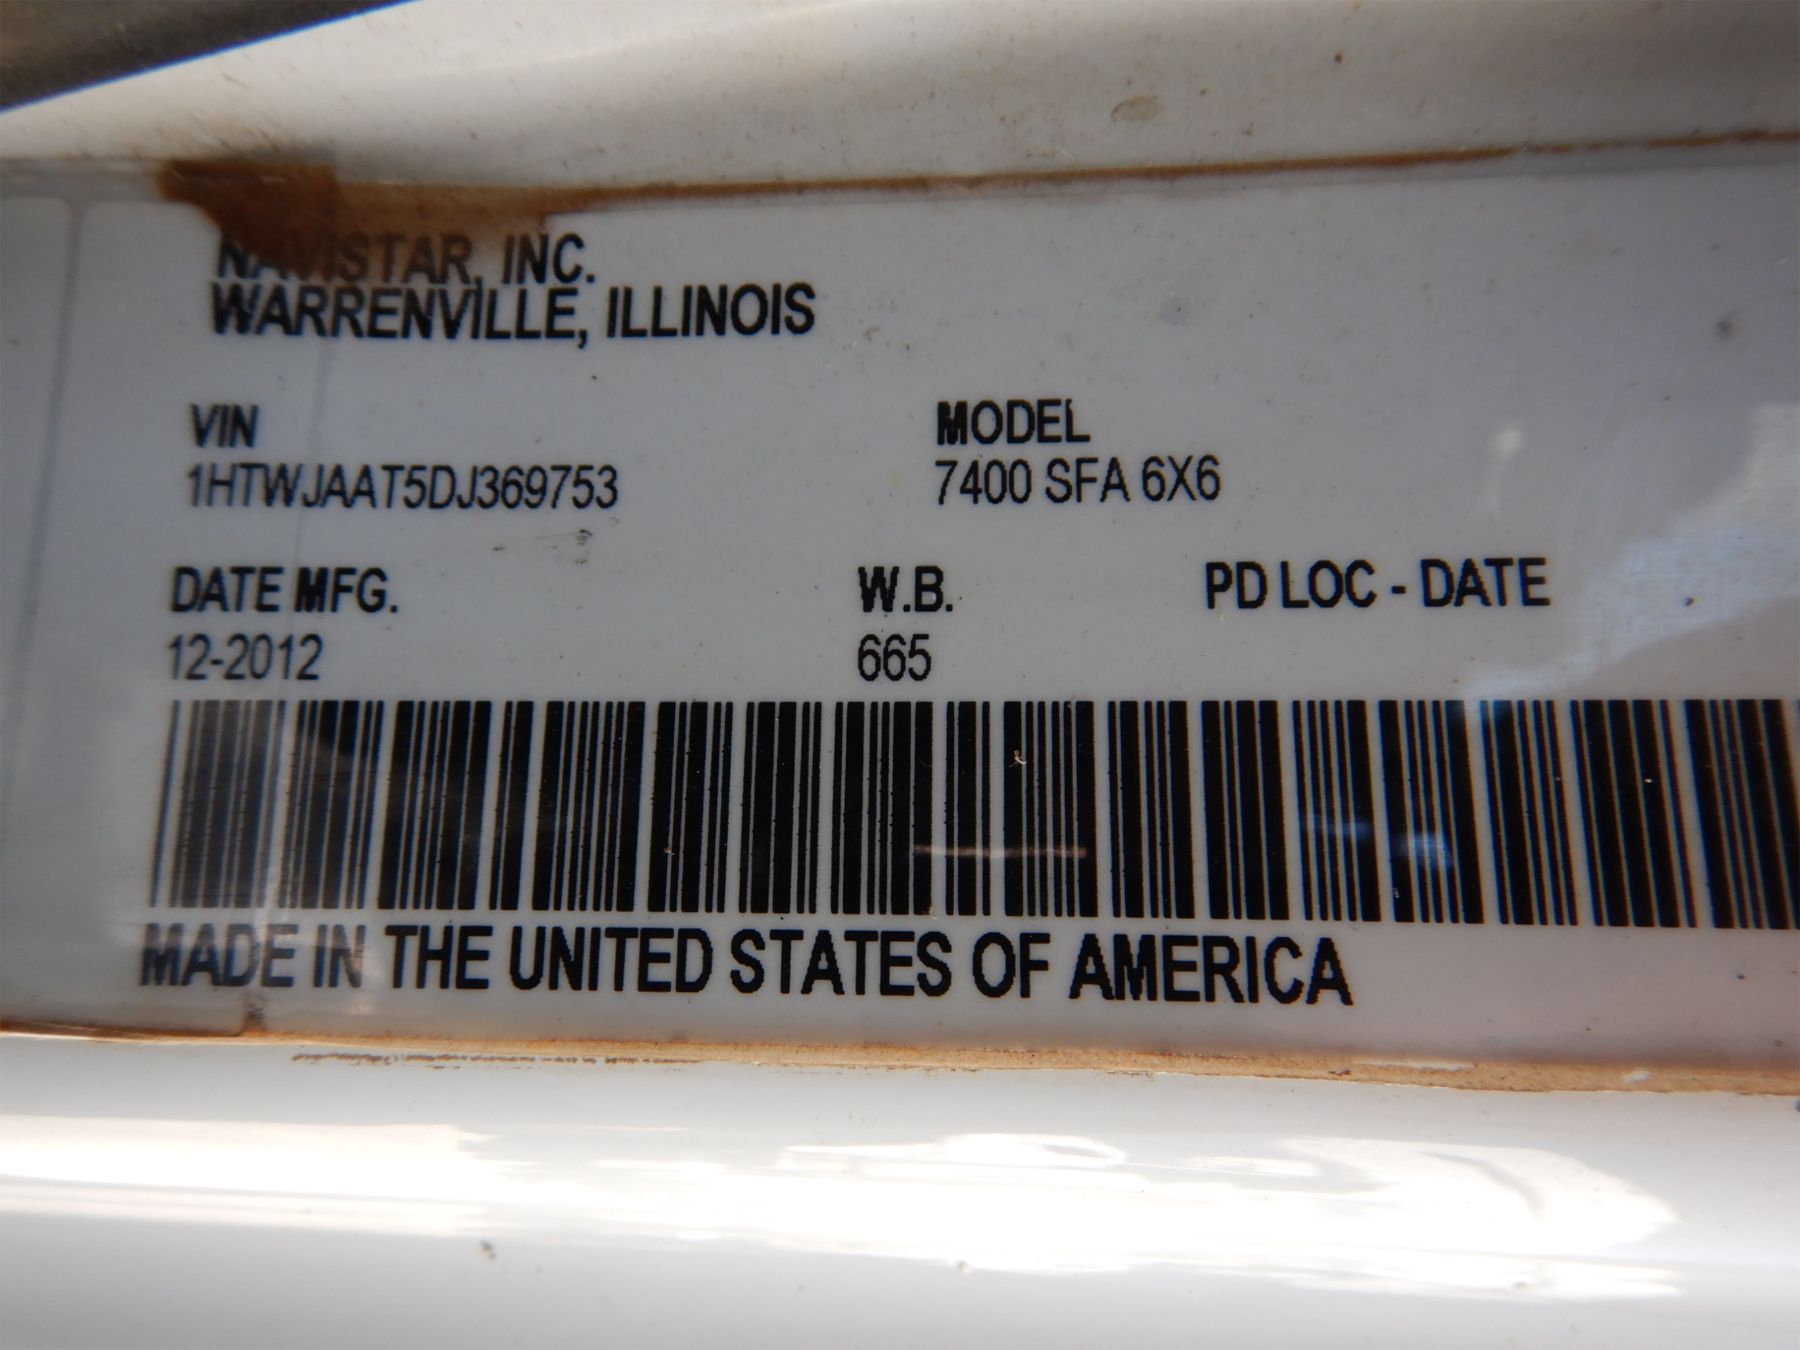 NAVISTAR, INC.
WARRENVILLE, ILLINOIS
VIN MODEL
1HTWJAAT5DJ369753 7400 SFA 6X6
DATE MFG. W.B. PD LOC - DATE
12-2012 665
MADE IN THE UNITED STATES OF AMERICA